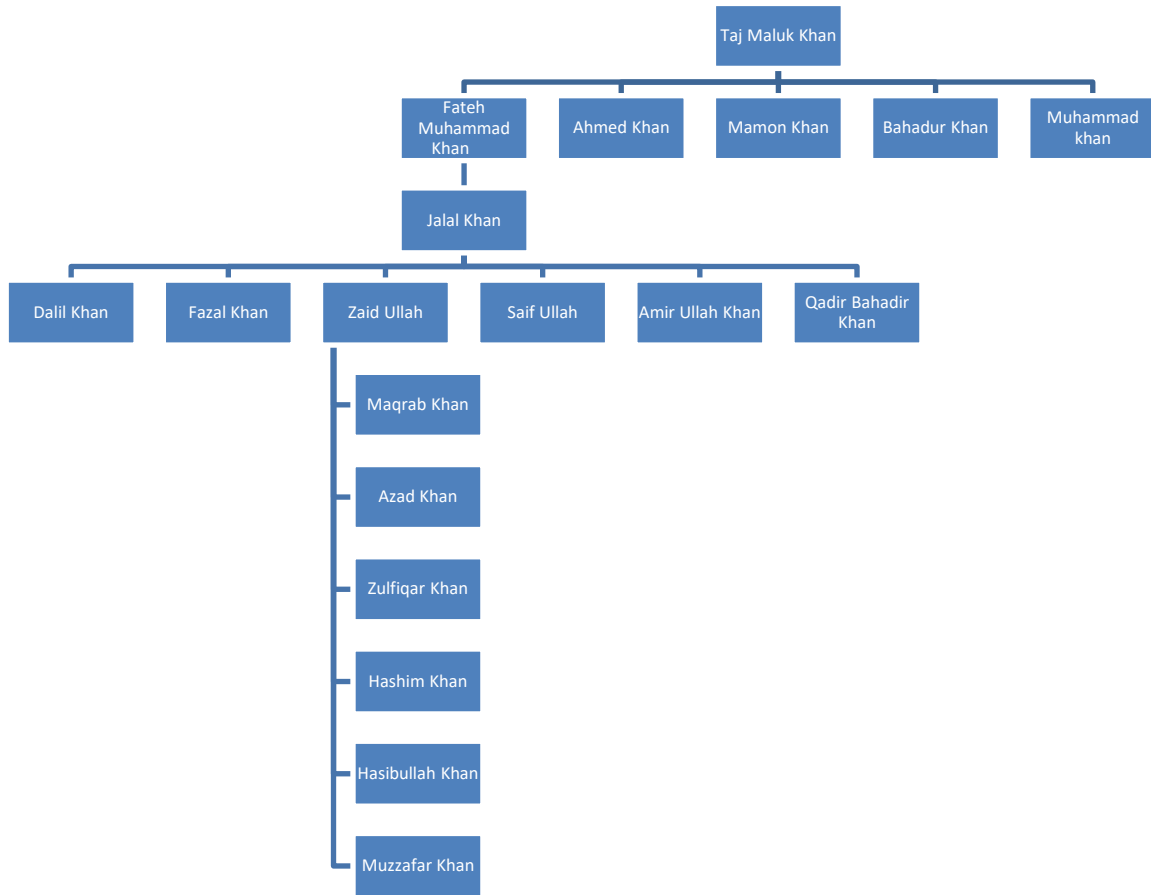 Taj Maluk Khan
Fateh
Muhammad
Khan
Ahmed Khan
Mamon Khan
Bahadur Khan
Muhammad
khan
Jalal Khan
Dalil Khan
Fazal Khan
Zaid Ullah
Saif Ullah
Amir Ullah Khan
Qadir Bahadir
Khan
Maqrab Khan
Azad Khan
Zulfiqar Khan
Hashim Khan
Hasibullah Khan
Muzzafar Khan